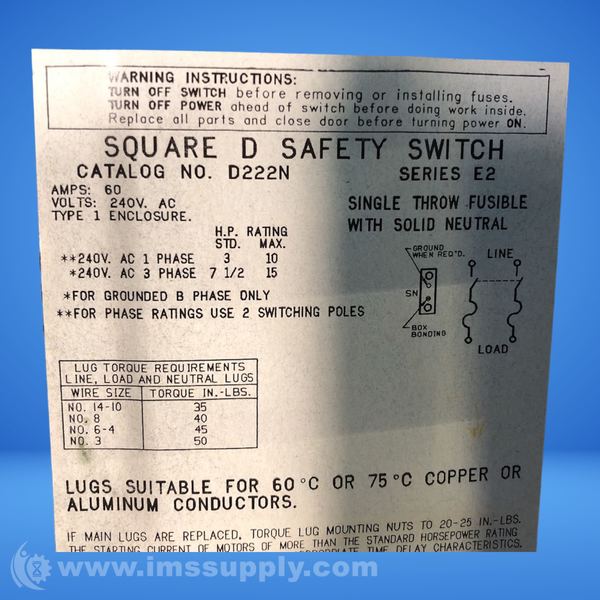 WARNING INSTRUCTIONS:
TURN OFF SWITCH before removing or installing fuses.
TURN OFF POWER ahead of switch before doing work inside.
Replace all parts and close door before turning power ON.
SQUARE D SAFETY SWITCH
CATALOG NO. D222N SERIES E2
AMPS: 60
VOLTS: 240V. AC
TYPE 1 ENCLOSURE.
SINGLE THROW FUSIBLE
WITH SOLID NEUTRAL
H.P. RATING
STD. MAX.
**240V. AC 1 PHASE 3 10
*240V. AC 3 PHASE 7 1/2 15
*FOR GROUNDED B PHASE ONLY
**FOR PHASE RATINGS USE 2 SWITCHING POLES
GROUND
WHEN REQ'D.
LINE
SN
BOX
BONDING
LOAD
LUG TORQUE REQUIREMENTS
LINE, LOAD AND NEUTRAL LUGS
WIRE SIZE TORQUE IN.-LBS.
NO. 14-10 35
NO. 8 40
NO. 6-4 45
NO. 3 50
LUGS SUITABLE FOR 60°C OR 75°C COPPER OR
ALUMINUM CONDUCTORS.
IF MAIN LUGS ARE REPLACED, TORQUE LUG MOUNTING NUTS TO 20-25 IN.-LBS.
THE STARTING CURRENT OF MOTORS OF MORE THAN THE STANDARD HORSEPOWER RATING
TIME DELAY CHARACTERISTICS.
www.imssupply.com